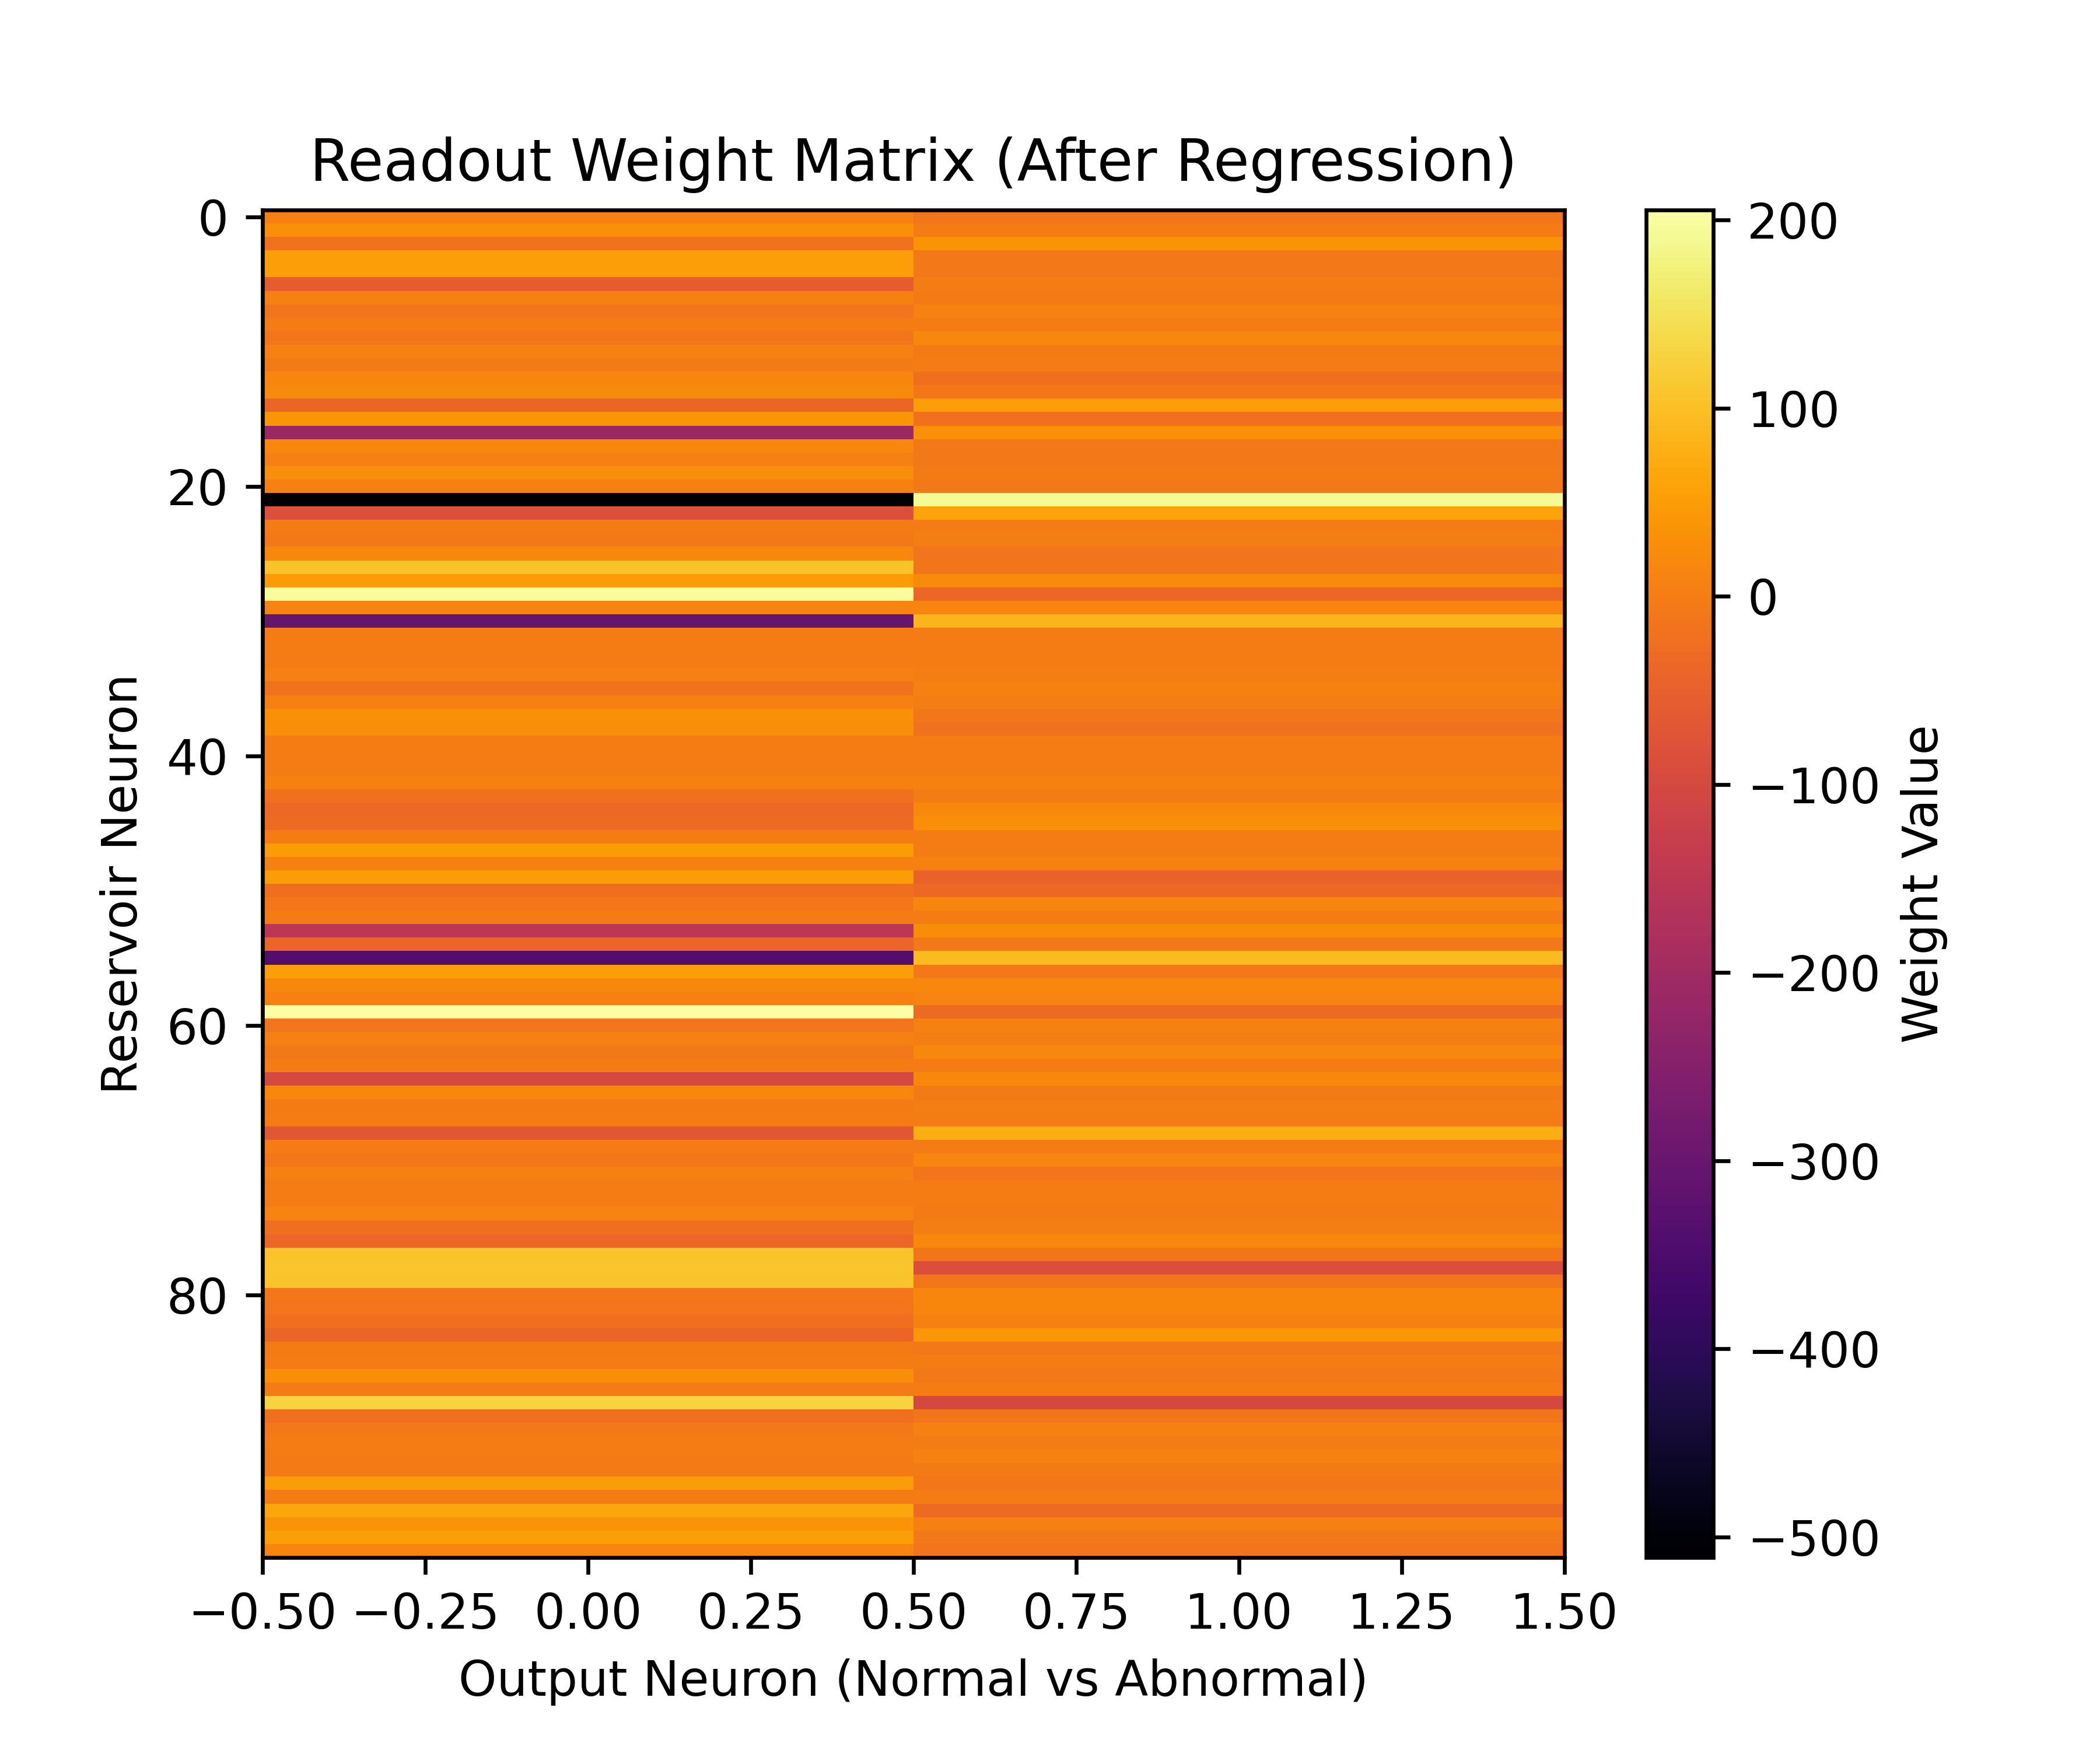 Readout Weight Matrix (After Regression)
0
20
40
60
80
Reservoir Neuron
−0.50 −0.25 0.00 0.25 0.50 0.75 1.00 1.25 1.50
Output Neuron (Normal vs Abnormal)
200
100
0
−100
−200
−300
−400
−500
Weight Value